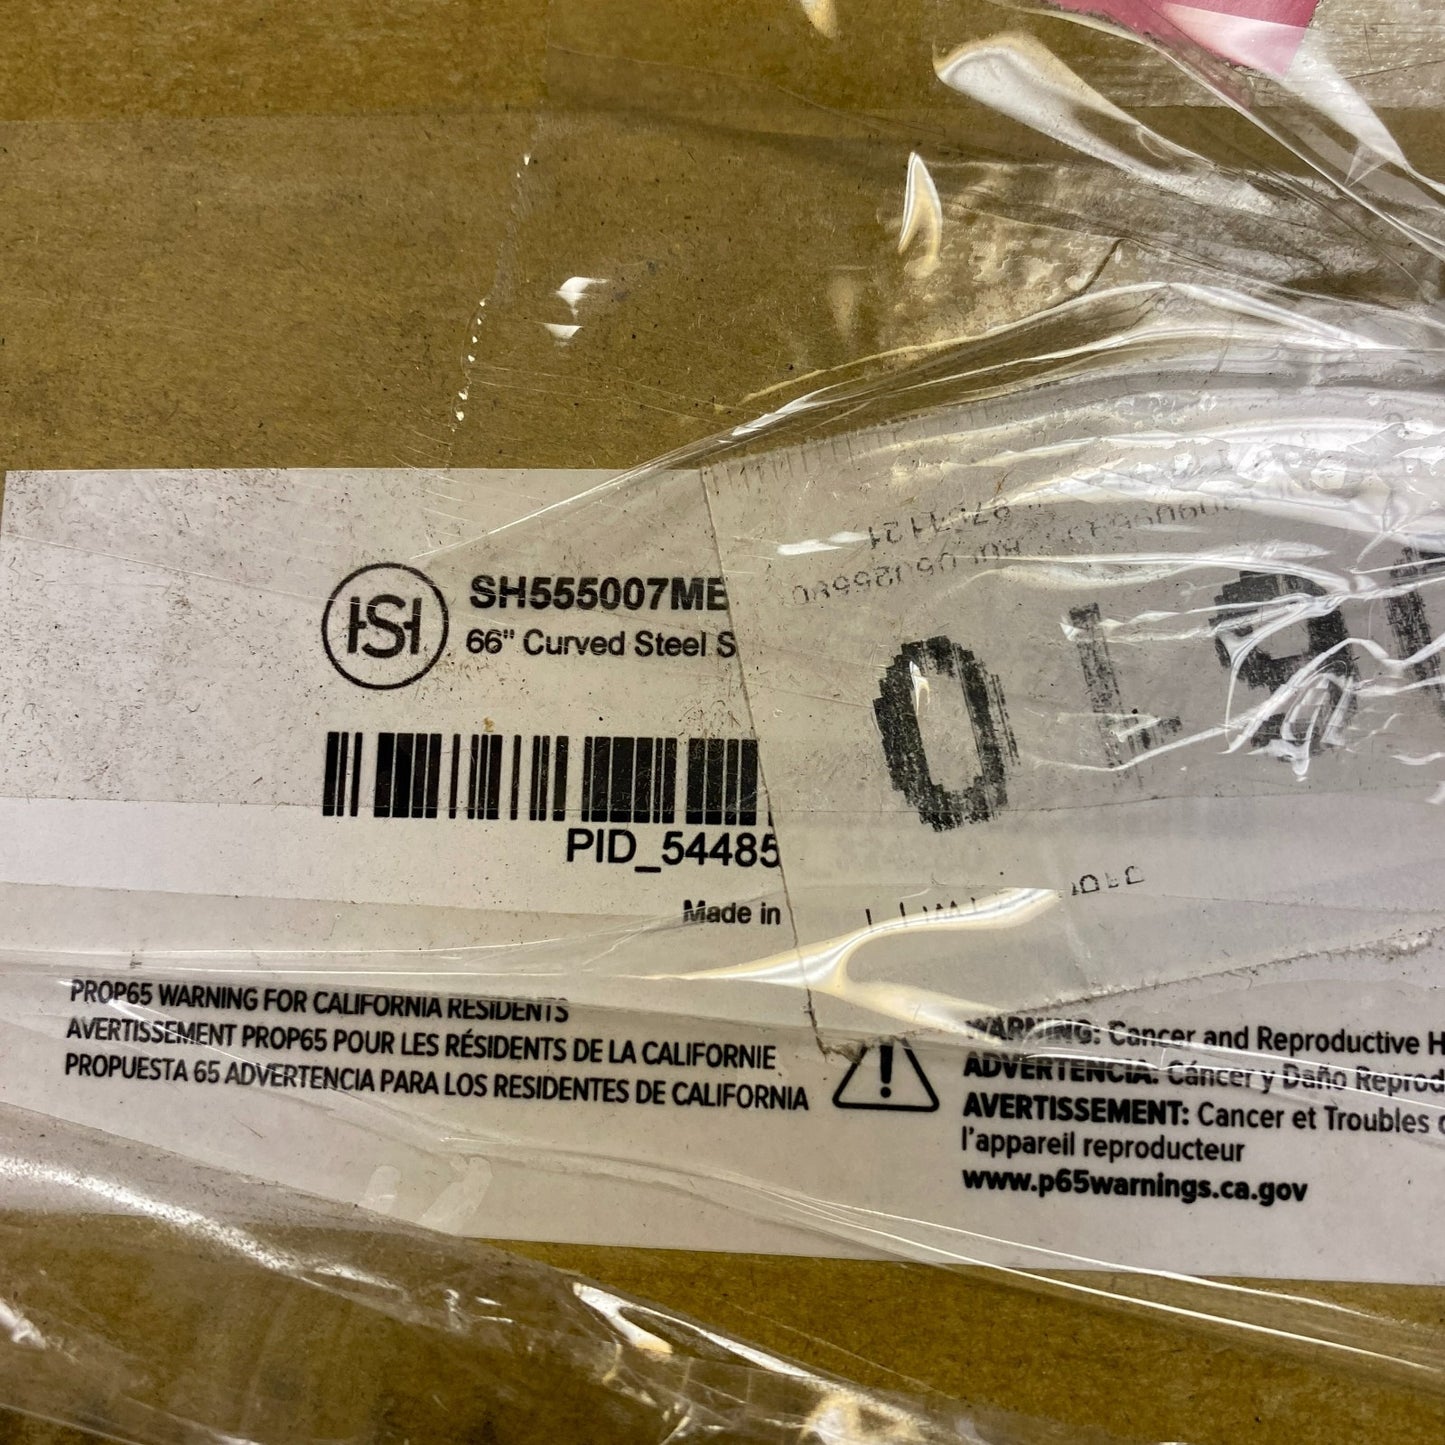 HSH
SH555007MB
66" Curved Steel S
PID_54485
Made in
PROP65 WARNING FOR CALIFORNIA RESIDENTS
AVERTISSEMENT PROP65 POUR LES RÉSIDENTS DE LA CALIFORNIE
PROPUESTA 65 ADVERTENCIA PARA LOS RESIDENTES DE CALIFORNIA
WARNING: Cancer and Reproductive H
ADVERTENCIA: Cáncer y Daño Reprod
AVERTISSEMENT: Cancer et Troubles
l'appareil reproducteur
www.p65warnings.ca.gov